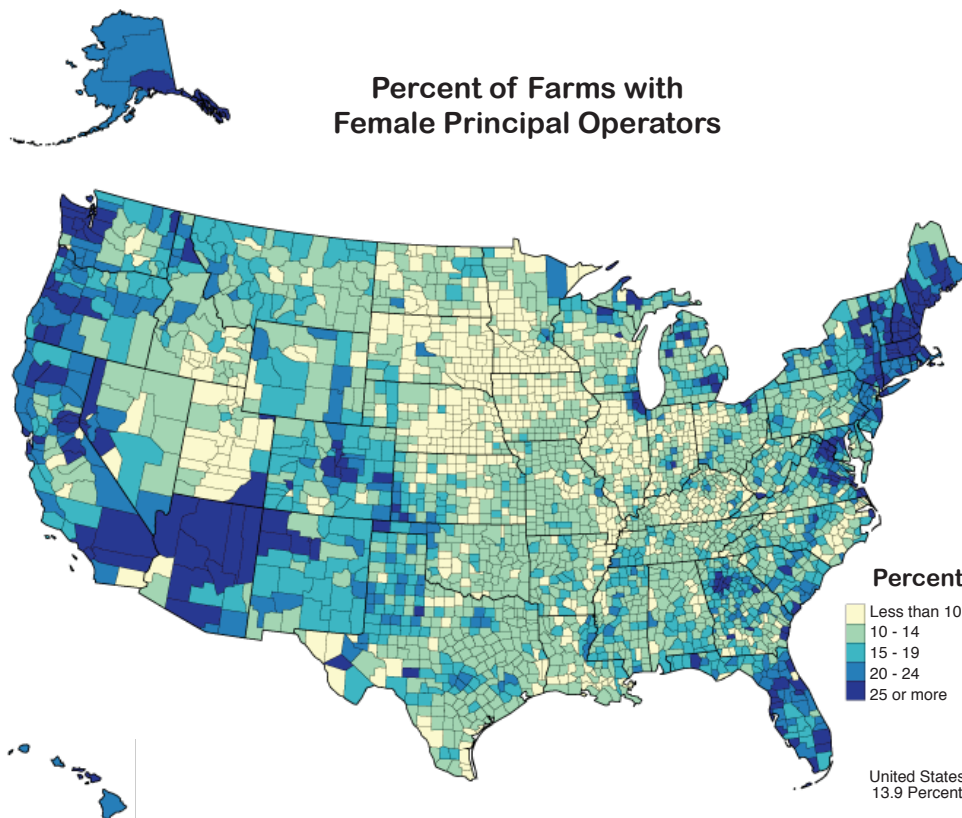 Percent of Farms with
Female Principal Operators
Percent
Less than 10
10 - 14
15 - 19
20 - 24
25 or more
United States
13.9 Percent